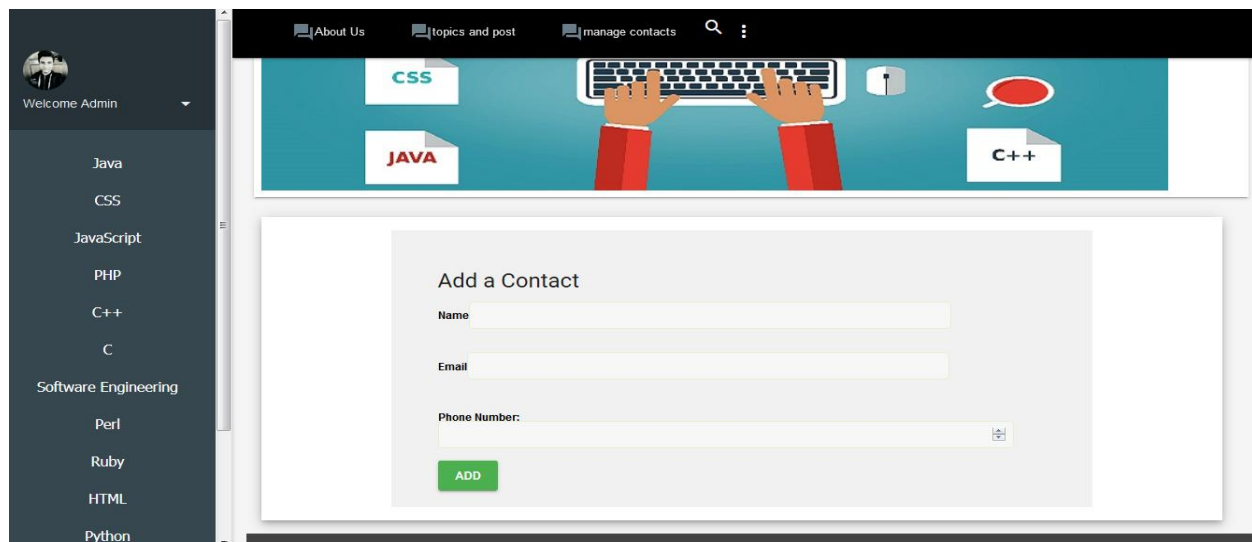 About Us
topics and post
manage contacts
Welcome Admin
Java
CSS
JavaScript
PHP
C++
C
Software Engineering
Perl
Ruby
HTML
Python
CSS
JAVA
C++
Add a Contact
Name
Email
Phone Number:
ADD